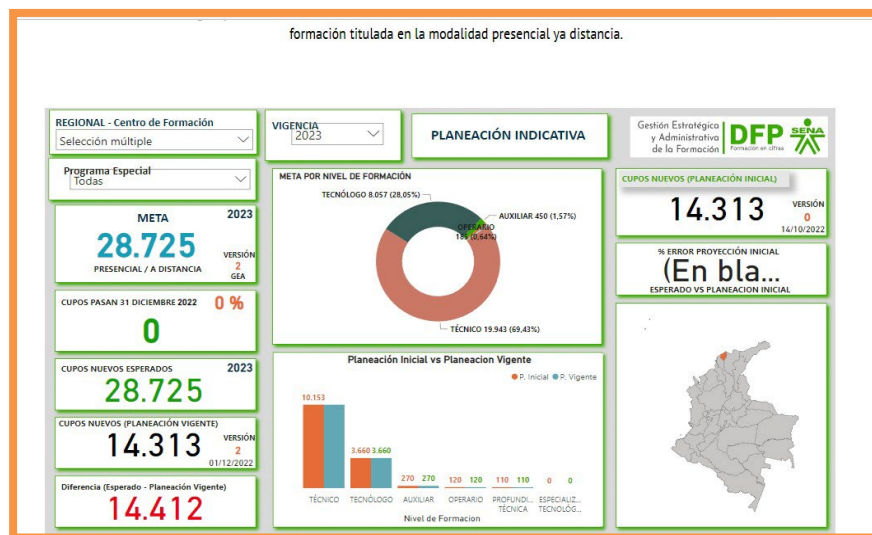 formación titulada en la modalidad presencial ya distancia.
REGIONAL - Centro de Formación
Selección múltiple
VIGENCIA
2023
PLANEACIÓN INDICATIVA
Gestión Estratégica
y Administrativa
de la Formación
DFP
Formación en cifras
SENA
Programa Especial
Todas
META
2023
28.725
VERSIÓN
2
GEA
PRESENCIAL / A DISTANCIA
CUPOS PASAN 31 DICIEMBRE 2022
0 %
0
CUPOS NUEVOS ESPERADOS
2023
28.725
CUPOS NUEVOS (PLANEACIÓN VIGENTE)
14.313
VERSIÓN
2
01/12/2022
Diferencia (Esperado - Planeación Vigente)
14.412
META POR NIVEL DE FORMACIÓN
TECNÓLOGO 8.057 (28,05%)
AUXILIAR 450 (1,57%)
OPERARIO
185 (0,64%)
TÉCNICO 19.943 (69,43%)
Planeación Inicial vs Planeacion Vigente
P. Inicial P. Vigente
10.153
3.660 3.660
270 270
120 120
110 110
0 0
TÉCNICO
TECNÓLOGO
AUXILIAR
OPERARIO
PROFUNDI...
TÉCNICA
ESPECIALIZ...
TECNOLÓG...
Nivel de Formacion
CUPOS NUEVOS (PLANEACIÓN INICIAL)
14.313
VERSIÓN
0
14/10/2022
% ERROR PROYECCIÓN INICIAL
(En bla...
ESPERADO VS PLANEACION INICIAL